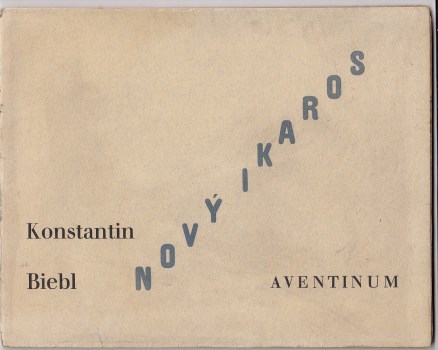 NOVÝ IKAROS
Konstantin
Biebl
AVENTINUM